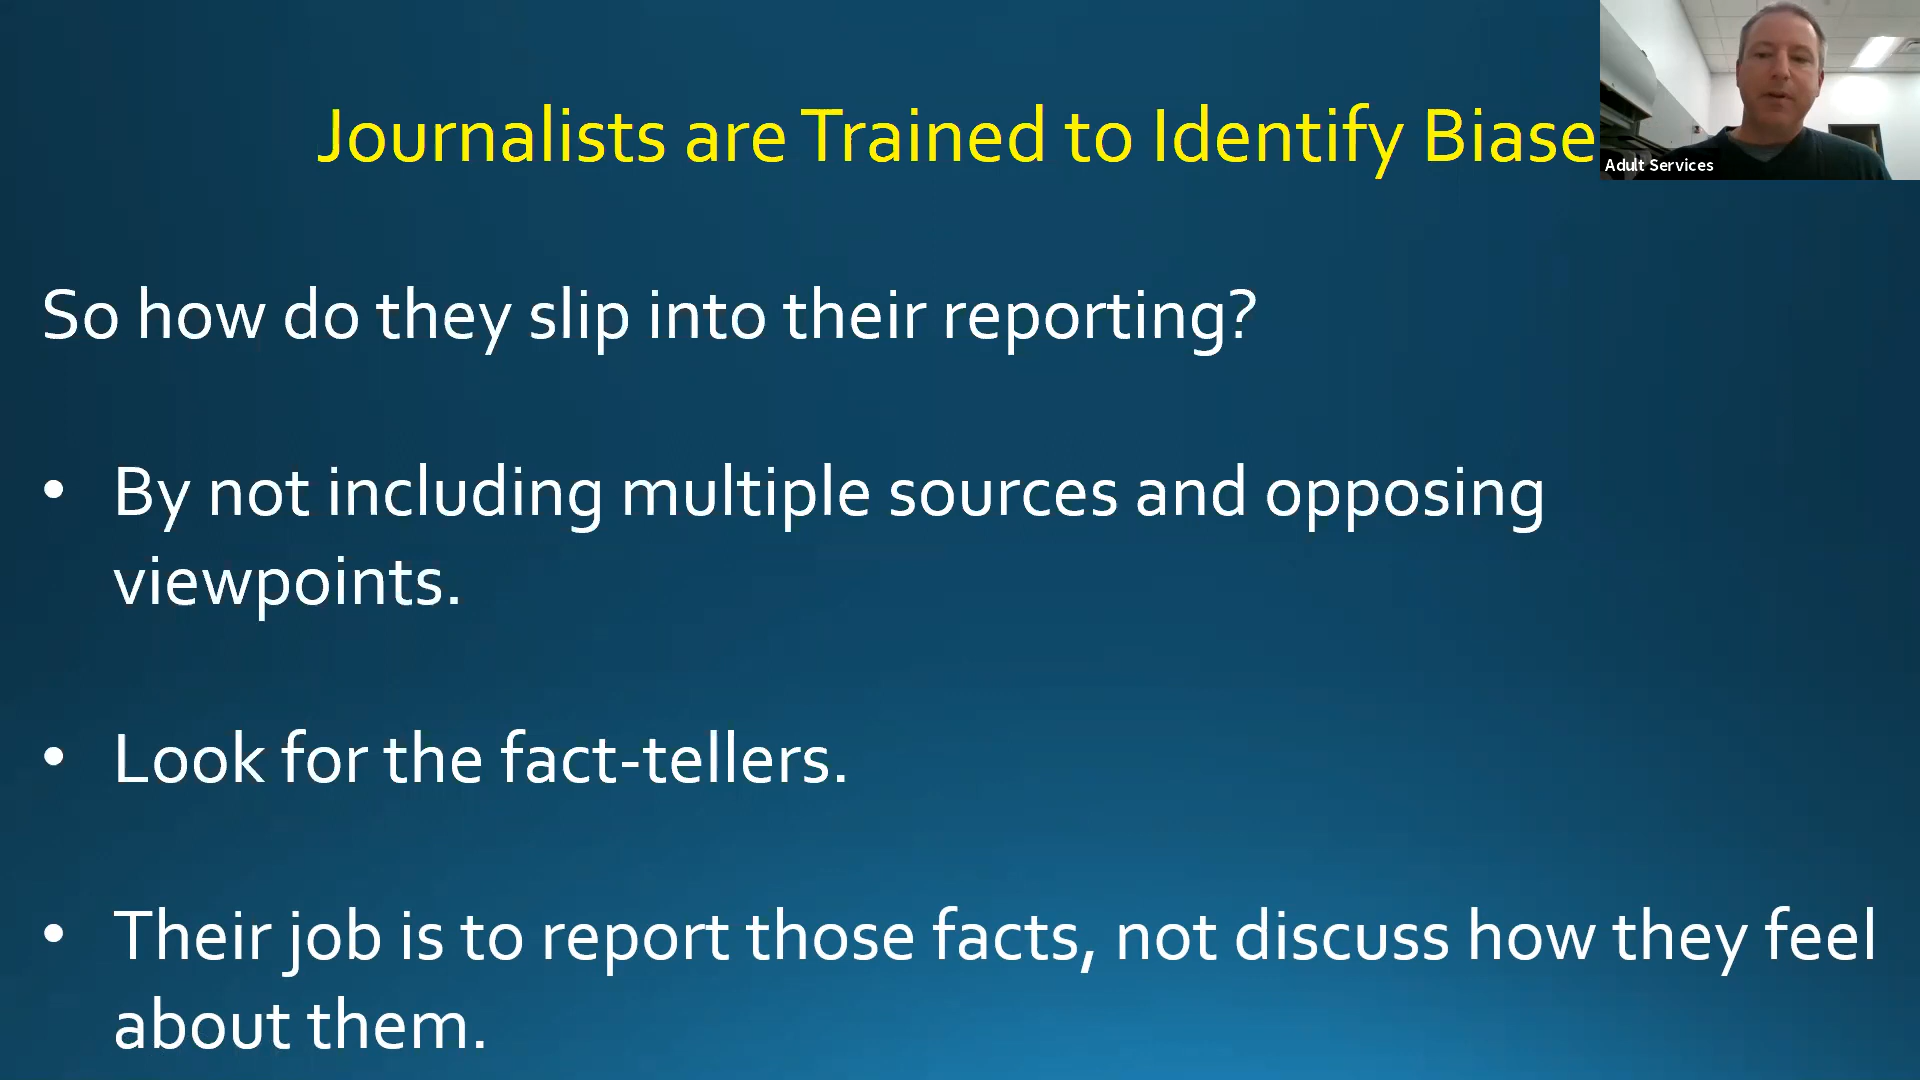 Journalists are Trained to Identify Biase
Adult Services
So how do they slip into their reporting?
• By not including multiple sources and opposing
viewpoints.
• Look for the fact-tellers.
• Their job is to report those facts, not discuss how they feel
about them.